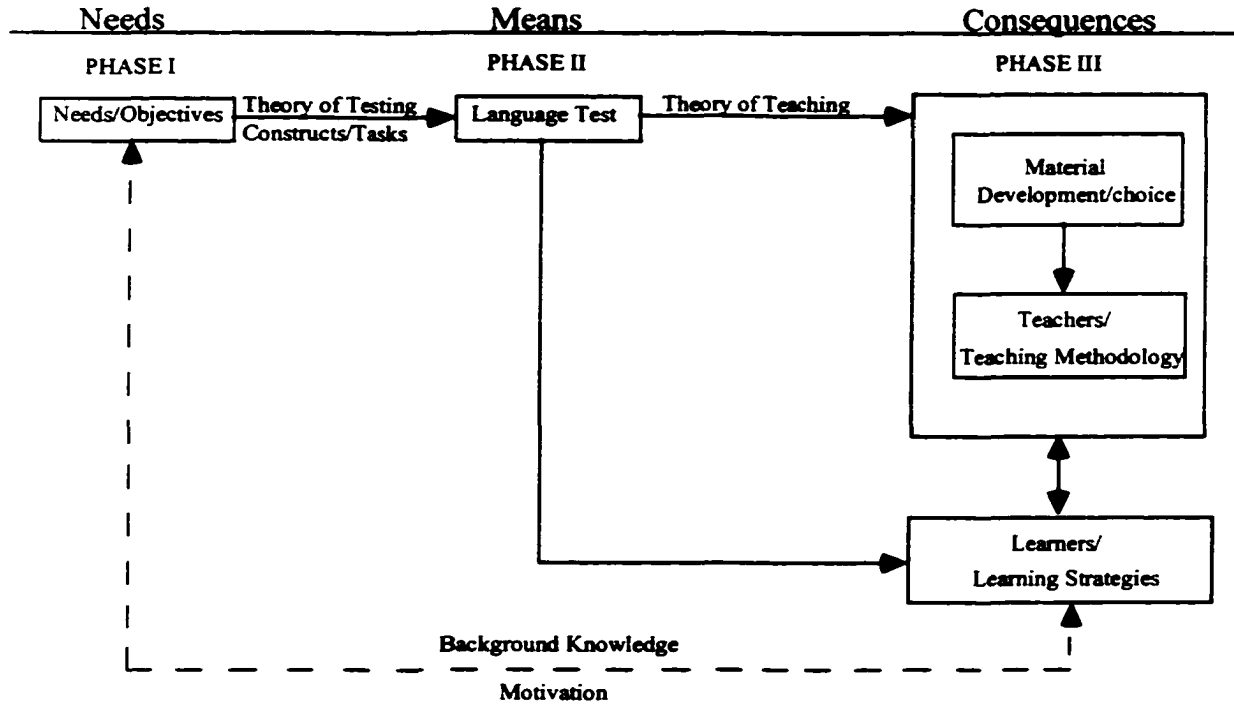 Needs
Means
Consequences
PHASE I
PHASE II
PHASE III
Needs/Objectives
Theory of Testing
Constructs/Tasks
Language Test
Theory of Teaching
Material
Development/choice
Teachers/
Teaching Methodology
Learners/
Learning Strategies
Background Knowledge
Motivation